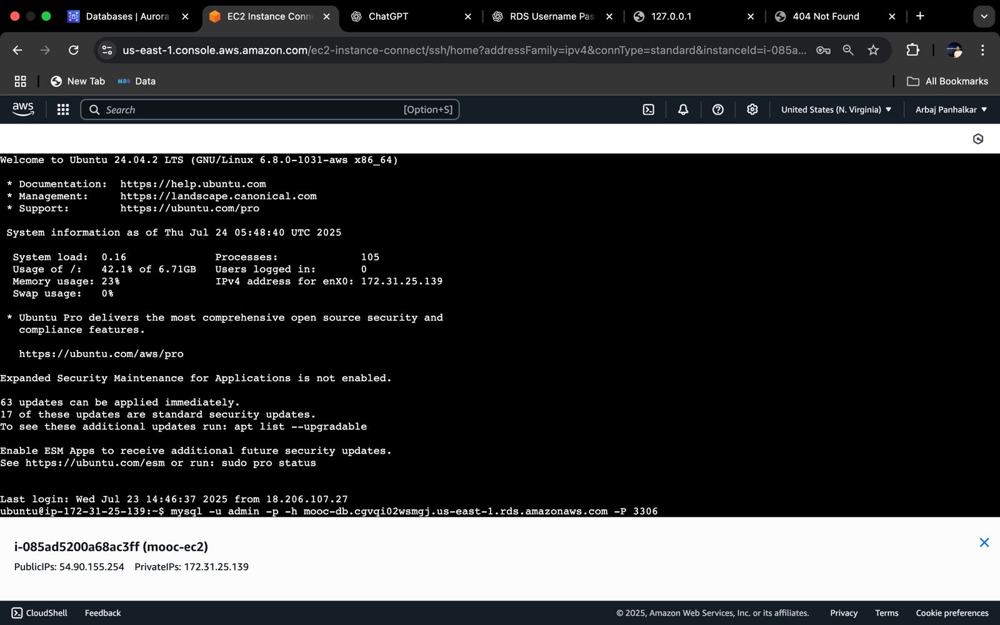 Databases | Aurora
EC2 Instance Conn
ChatGPT
RDS Username Pas
127.0.0.1
404 Not Found
us-east-1.console.aws.amazon.com/ec2-instance-connect/ssh/home?addressFamily=ipv4&connType=standard&instanceId=i-085a...
New Tab
MDB Data
All Bookmarks
aws
Search
[Option+S]
United States (N. Virginia) ▼
Arbaj Panhalkar ▼
Welcome to Ubuntu 24.04.2 LTS (GNU/Linux 6.8.0-1031-aws x86_64)
* Documentation:  https://help.ubuntu.com
* Management:     https://landscape.canonical.com
* Support:        https://ubuntu.com/pro
System information as of Thu Jul 24 05:48:40 UTC 2025
System load:  0.16              Processes:             105
Usage of /:   42.1% of 6.71GB   Users logged in:       0
Memory usage: 23%               IPv4 address for enX0: 172.31.25.139
Swap usage:   0%
* Ubuntu Pro delivers the most comprehensive open source security and
compliance features.
https://ubuntu.com/aws/pro
Expanded Security Maintenance for Applications is not enabled.
63 updates can be applied immediately.
17 of these updates are standard security updates.
To see these additional updates run: apt list --upgradable
Enable ESM Apps to receive additional future security updates.
See https://ubuntu.com/esm or run: sudo pro status
Last login: Wed Jul 23 14:46:37 2025 from 18.206.107.27
ubuntu@ip-172-31-25-139:~$ mysql -u admin -p -h mooc-db.cgvqi02wsmgj.us-east-1.rds.amazonaws.com -P 3306
i-085ad5200a68ac3ff (mooc-ec2)
PublicIPs: 54.90.155.254    PrivateIPs: 172.31.25.139
CloudShell
Feedback
© 2025, Amazon Web Services, Inc. or its affiliates.
Privacy
Terms
Cookie preferences